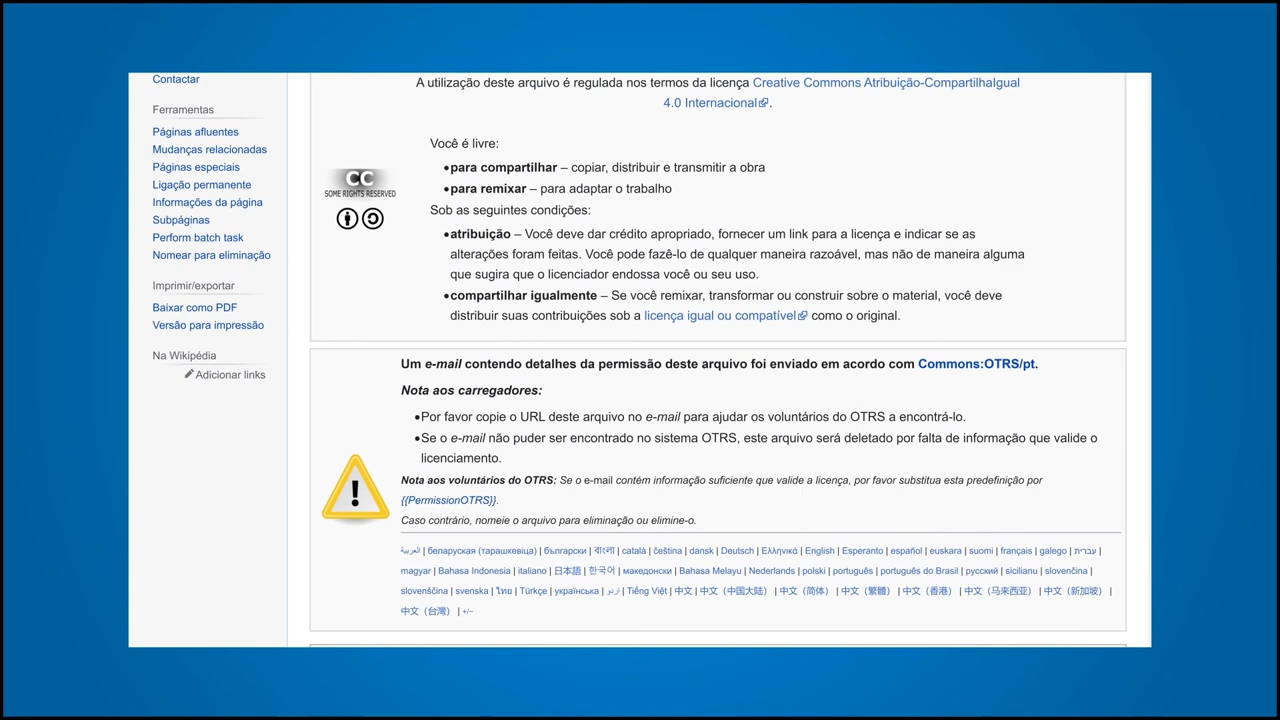 Contactar
Ferramentas
Páginas afluentes
Mudanças relacionadas
Páginas especiais
Ligação permanente
Informações da página
Subpáginas
Perform batch task
Nomear para eliminação
Imprimir/exportar
Baixar como PDF
Versão para impressão
Na Wikipédia
Adicionar links
A utilização deste arquivo é regulada nos termos da licença Creative Commons Atribuição-CompartilhaIgual
4.0 Internacional.
CC
SOME RIGHTS RESERVED
Você é livre:
•para compartilhar – copiar, distribuir e transmitir a obra
•para remixar – para adaptar o trabalho
Sob as seguintes condições:
•atribuição – Você deve dar crédito apropriado, fornecer um link para a licença e indicar se as
alterações foram feitas. Você pode fazê-lo de qualquer maneira razoável, mas não de maneira alguma
que sugira que o licenciador endossa você ou seu uso.
•compartilhar igualmente – Se você remixar, transformar ou construir sobre o material, você deve
distribuir suas contribuições sob a licença igual ou compatível como o original.
Um e-mail contendo detalhes da permissão deste arquivo foi enviado em acordo com Commons:OTRS/pt.
Nota aos carregadores:
•Por favor copie o URL deste arquivo no e-mail para ajudar os voluntários do OTRS a encontrá-lo.
•Se o e-mail não puder ser encontrado no sistema OTRS, este arquivo será deletado por falta de informação que valide o
licenciamento.
Nota aos voluntários do OTRS: Se o e-mail contém informação suficiente que valide a licença, por favor substitua esta predefinição por
{{PermissionOTRS}}.
Caso contrário, nomeie o arquivo para eliminação ou elimine-o.
العربية | беларуская (тарашкевіца) | български | বাংলা | català | čeština | dansk | Deutsch | Ελληνικά | English | Esperanto | español | euskara | suomi | français | galego | עברית |
magyar | Bahasa Indonesia | italiano | 日本語 | 한국어 | македонски | Bahasa Melayu | Nederlands | polski | português | português do Brasil | русский | sicilianu | slovenčina |
slovenščina | svenska | ไทย | Türkçe | українська | اردو | Tiếng Việt | 中文 | 中文（中国大陆） | 中文（简体） | 中文（繁體） | 中文（香港） | 中文（马来西亚） | 中文（新加坡） |
中文（台灣） | +/−